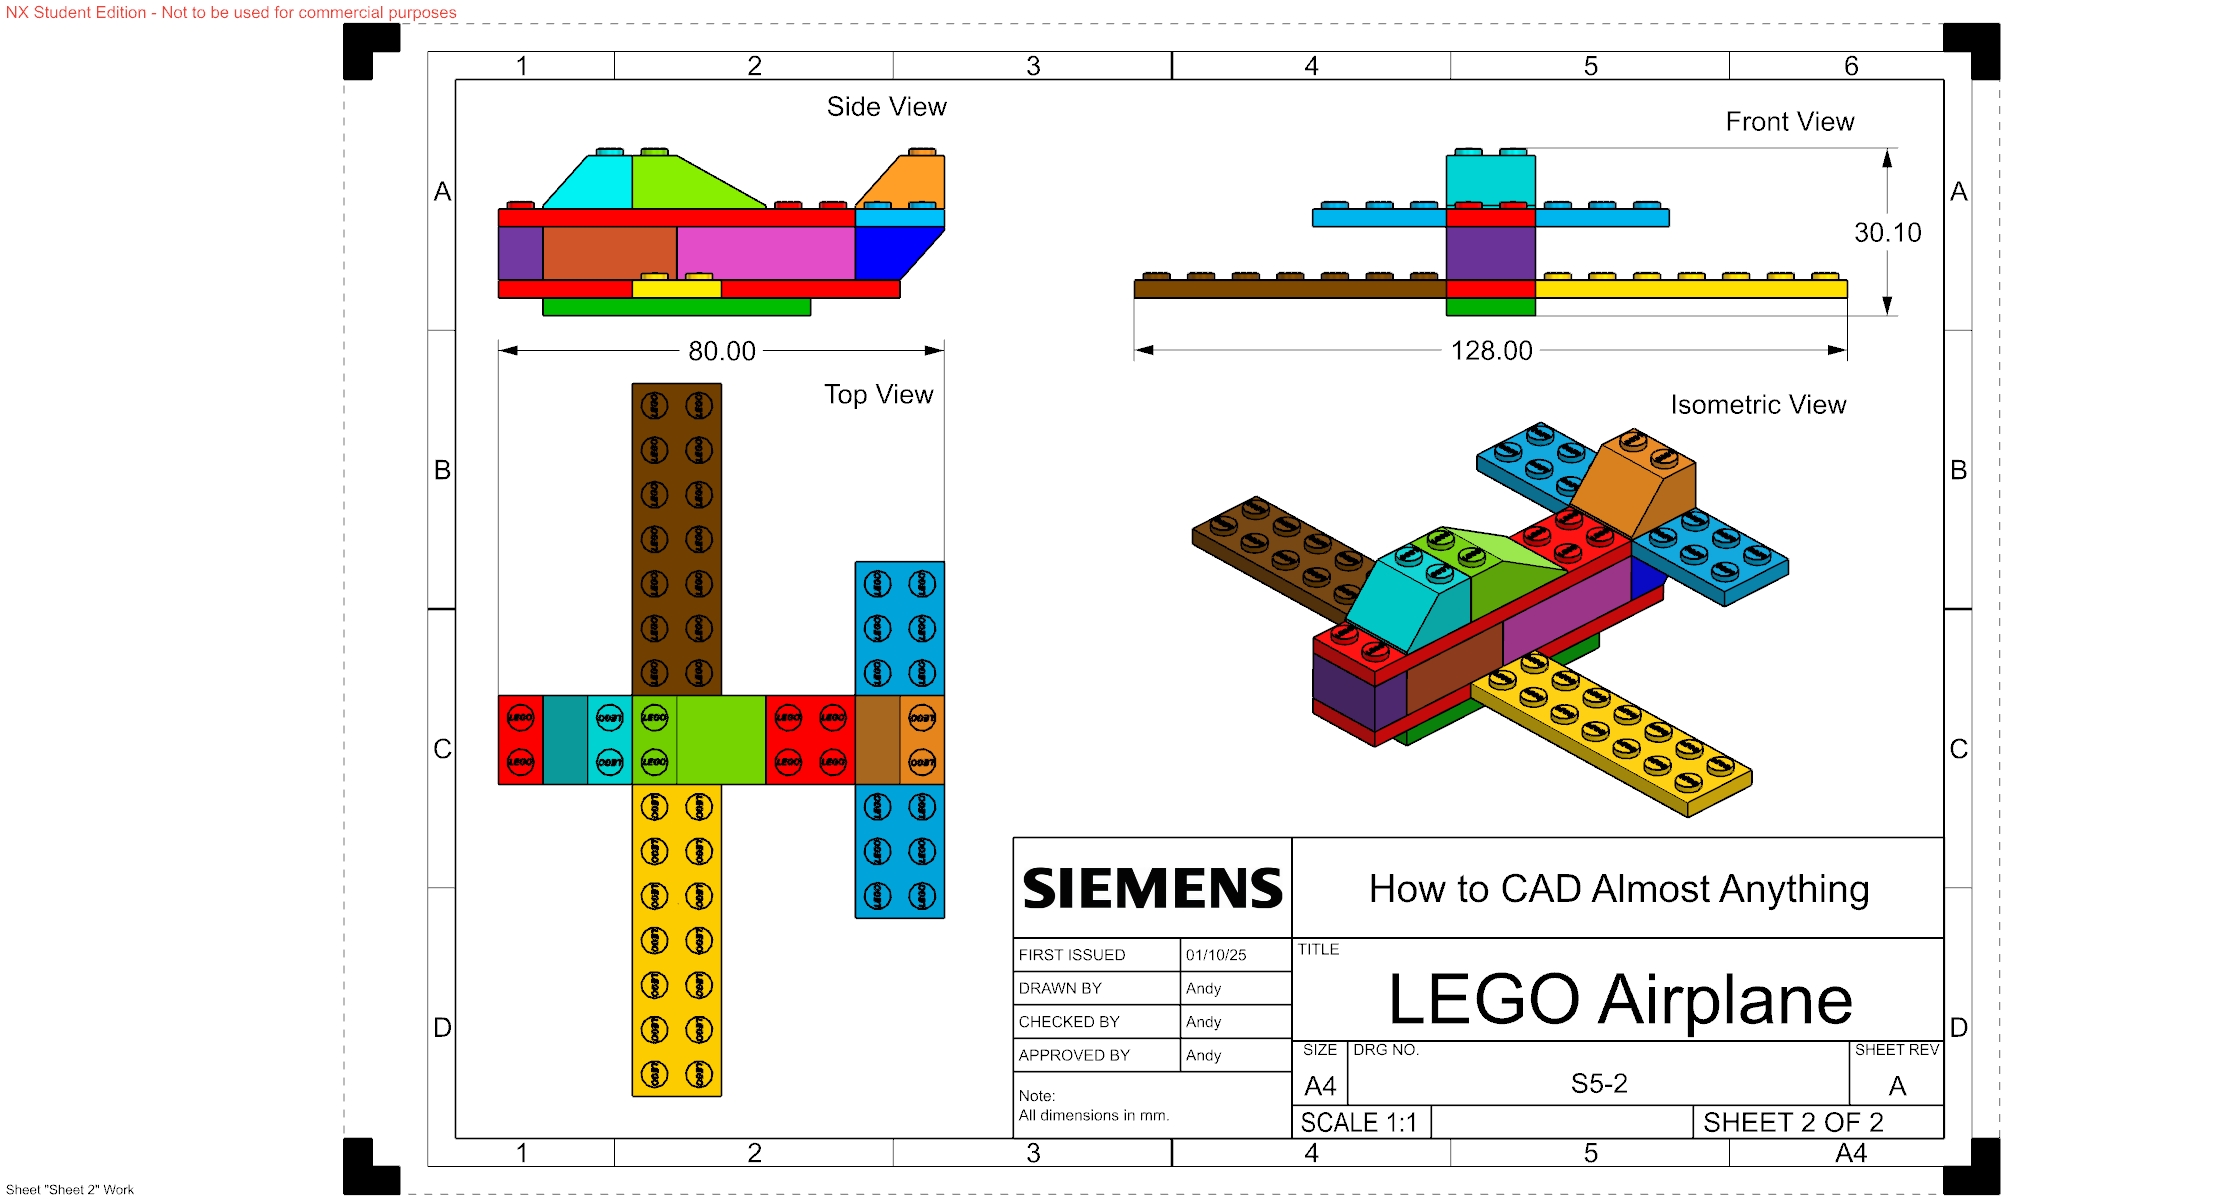 NX Student Edition - Not to be used for commercial purposes
1 2 3 4 5 6
Side View
Front View
A A
30.10
80.00
128.00
Top View
Isometric View
B B
C C
SIEMENS
How to CAD Almost Anything
FIRST ISSUED 01/10/25
TITLE
DRAWN BY Andy
LEGO Airplane
CHECKED BY Andy
D D
APPROVED BY Andy
SIZE DRG NO. SHEET REV
A4 S5-2 A
Note:
All dimensions in mm.
SCALE 1:1 SHEET 2 OF 2
1 2 3 4 5 A4
Sheet "Sheet 2" Work